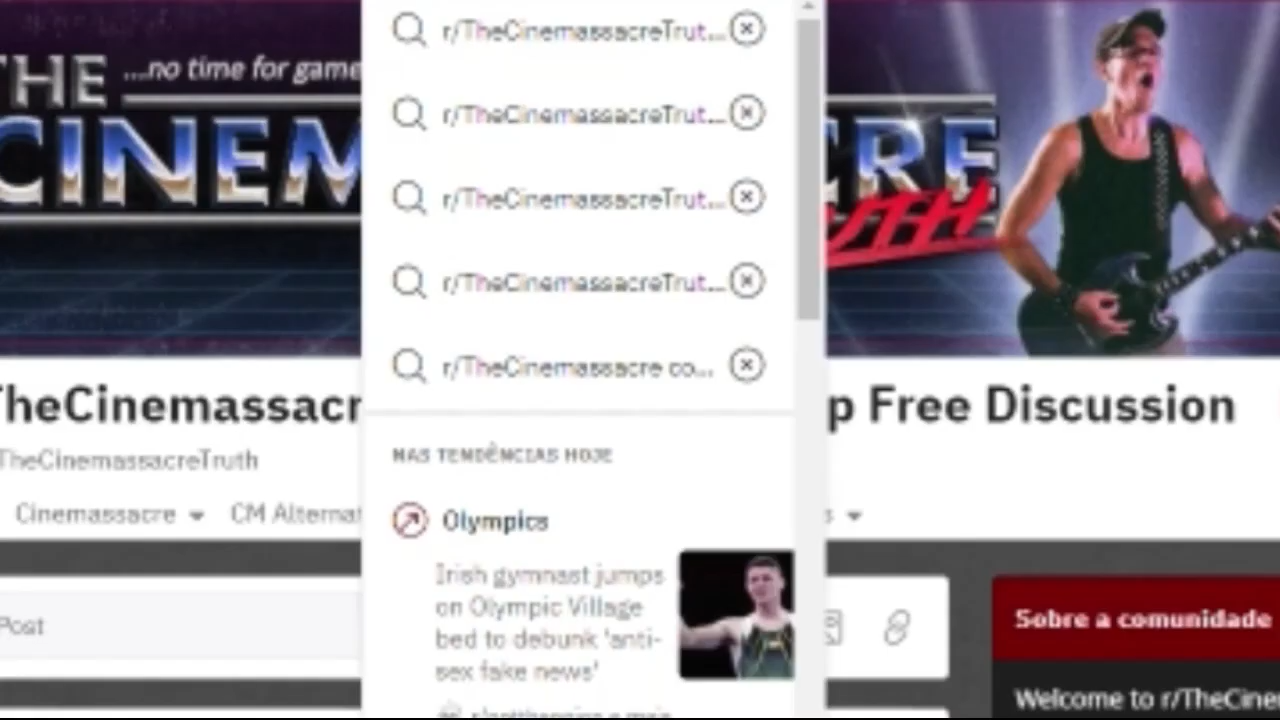 r/TheCinemassacreTrut...
THE ...no time for game
r/TheCinemassacreTrut...
CINEM
CRE
r/TheCinemassacreTrut...
UTH
r/TheCinemassacreTrut...
r/TheCinemassacre co...
TheCinemassacr
p Free Discussion
TheCinemassacreTruth
NAS TENDÊNCIAS HOJE
Cinemassacre
CM Alternat
s
Olympics
Irish gymnast jumps
on Olympic Village
bed to debunk 'anti-
sex fake news'
Post
Sobre a comunidade
Welcome to r/TheCine